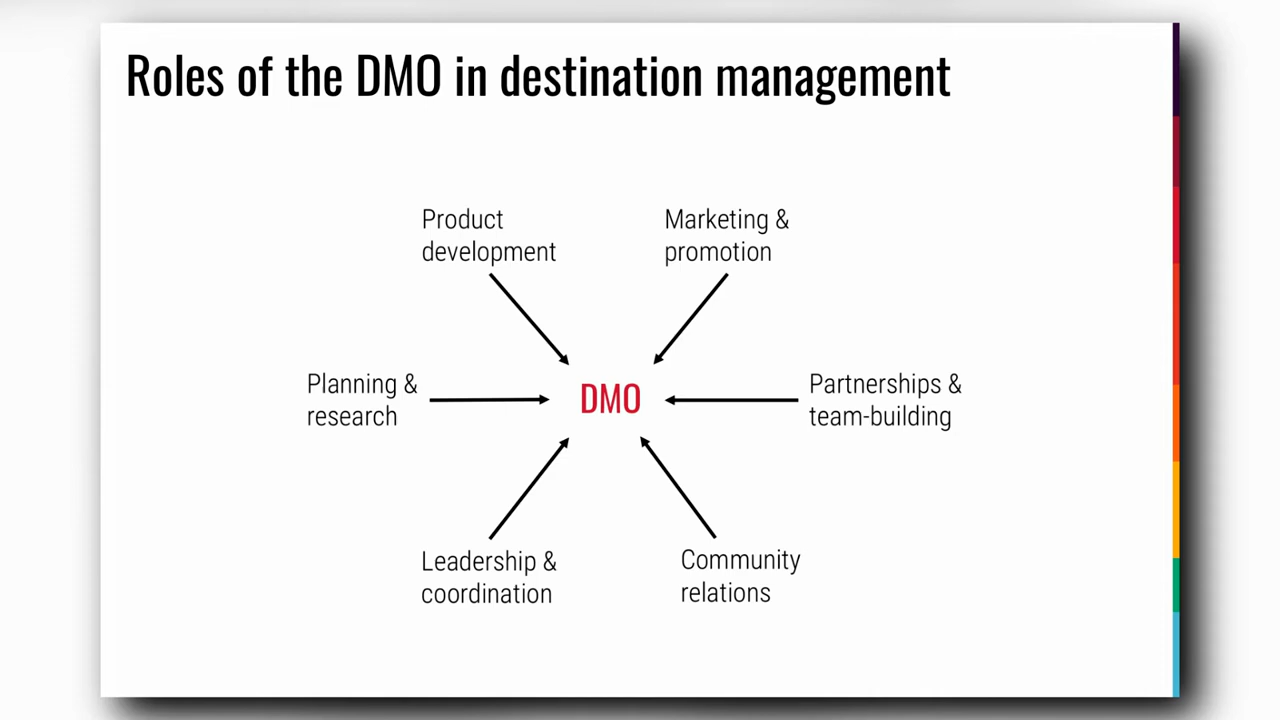 Roles of the DMO in destination management
Product
development
Marketing &
promotion
Planning &
research
DMO
Partnerships &
team-building
Leadership &
coordination
Community
relations